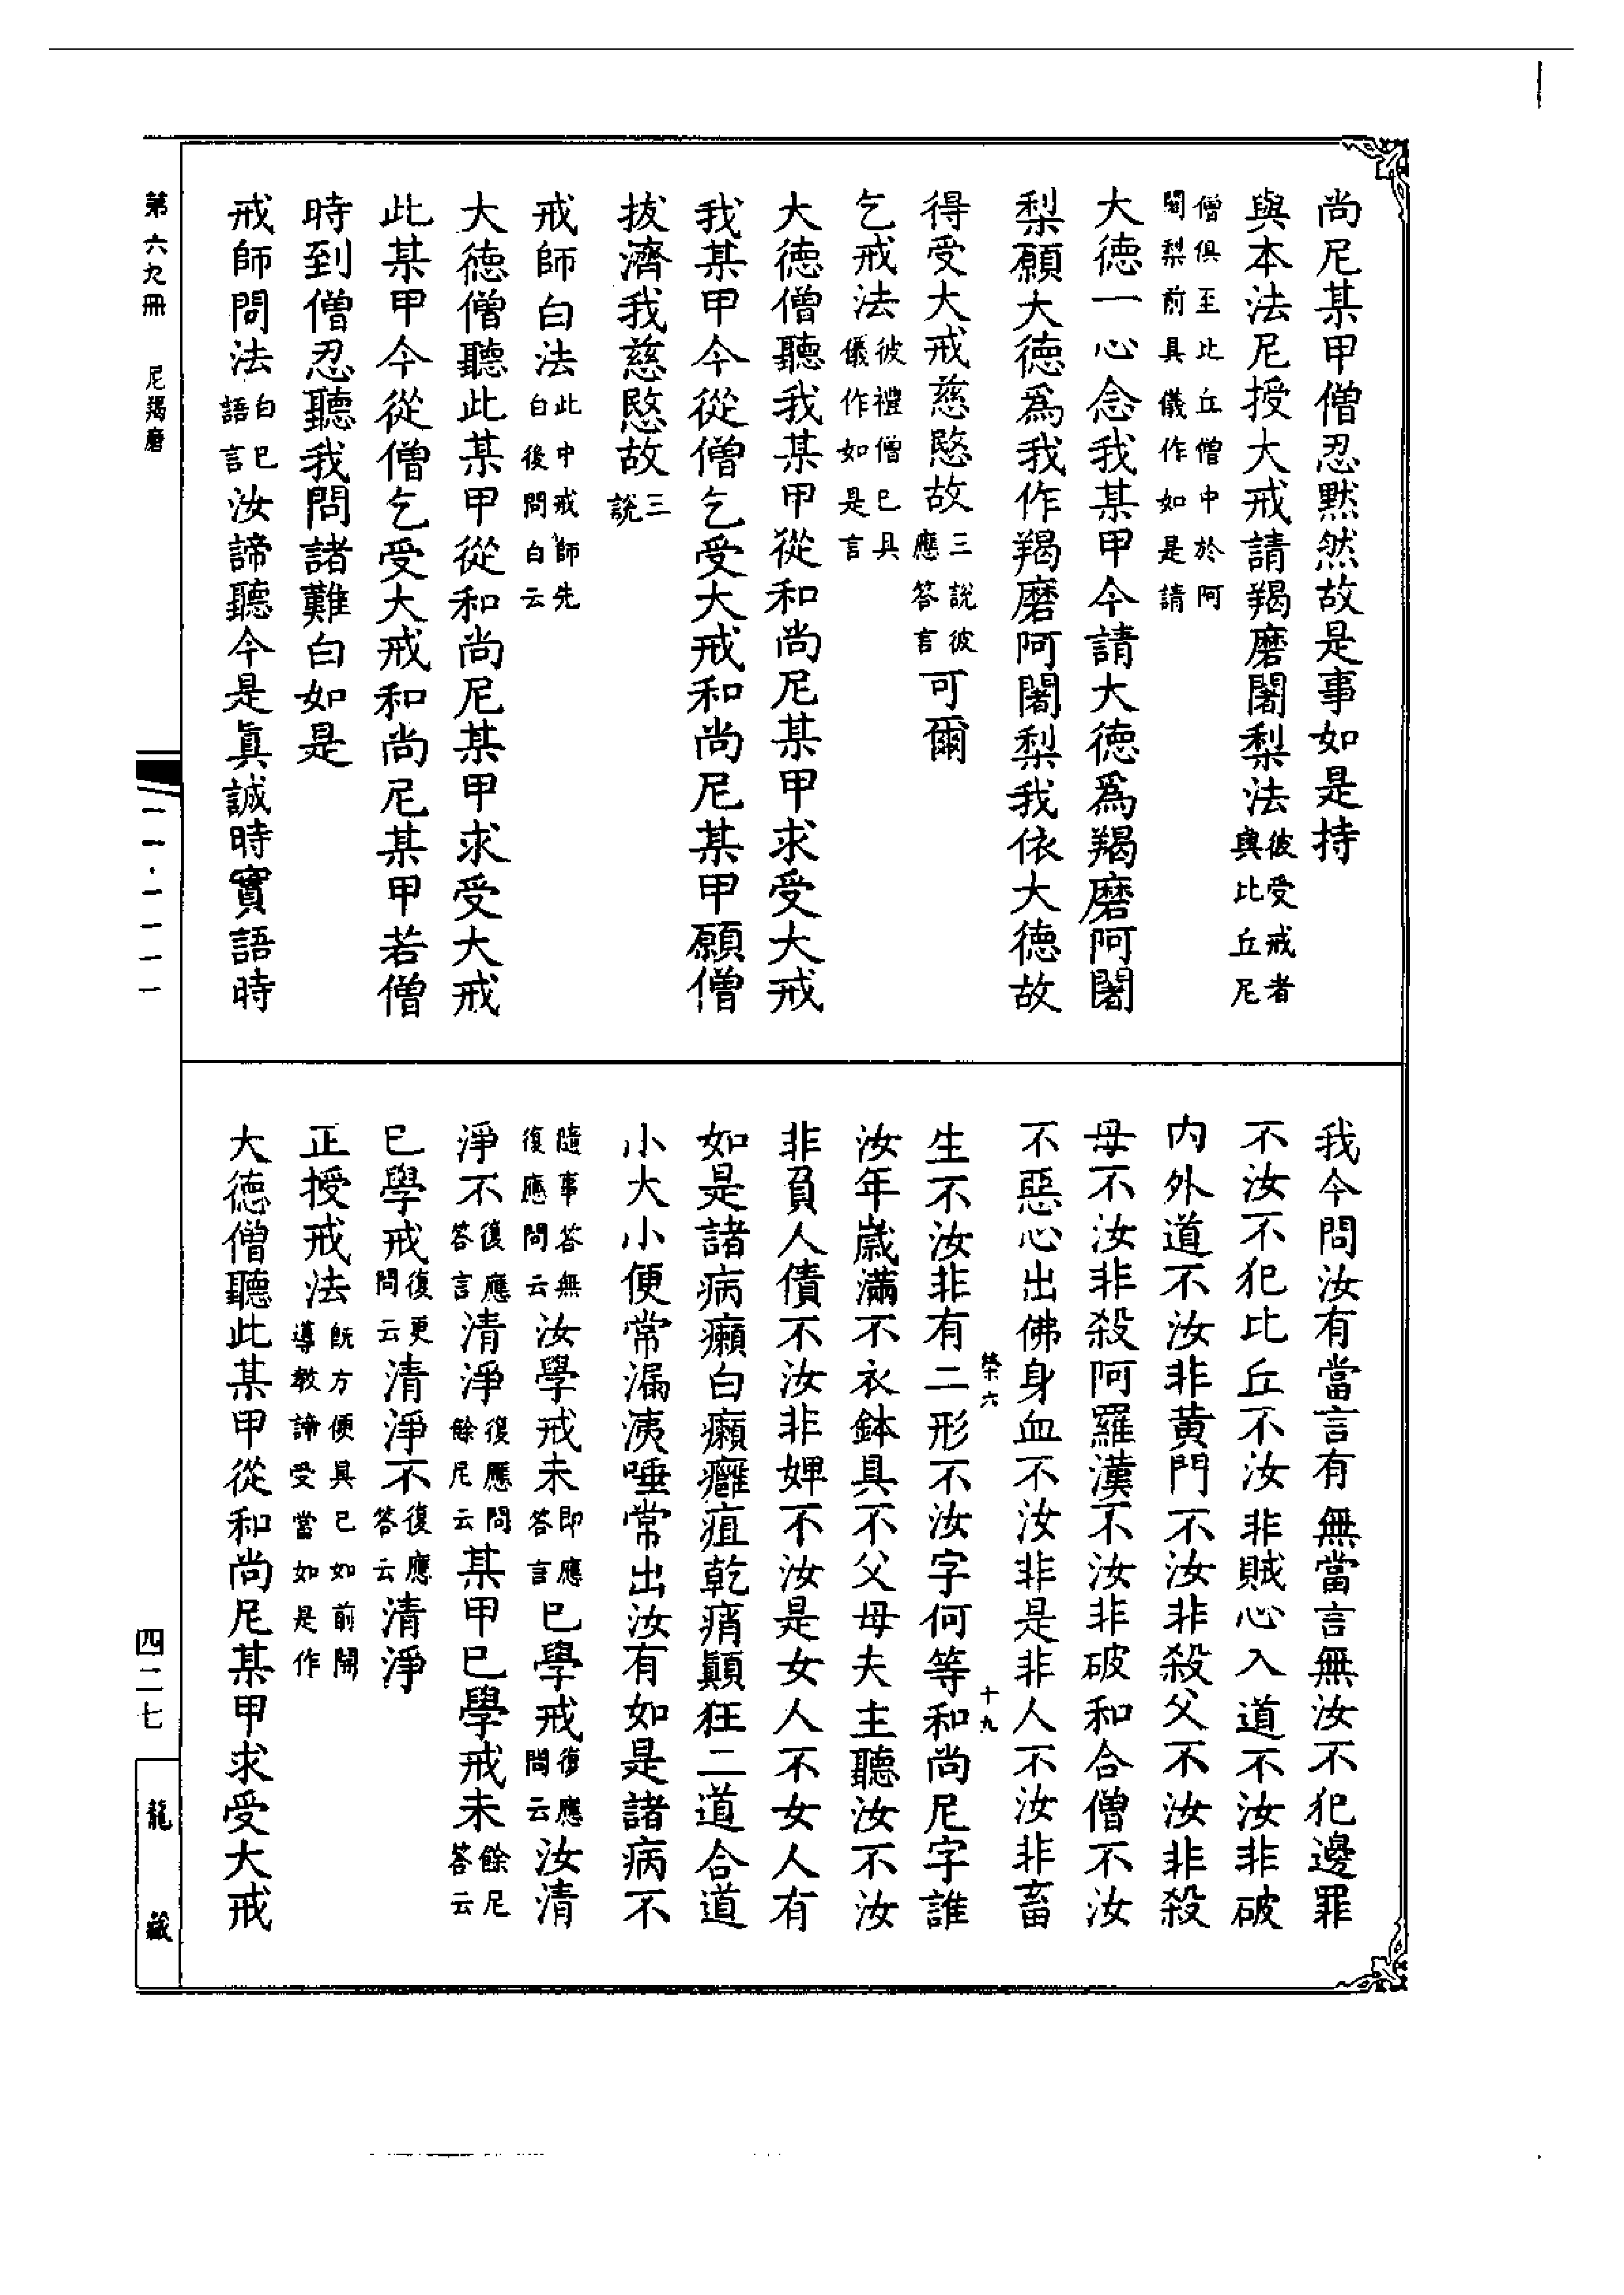 尚尼某甲僧忍默然故是事如是持
與本法尼授大戒請羯磨闍梨法彼受戒者與比丘尼
僧俱至比丘僧中於阿闍梨前具儀作如是請
大德一心念我某甲今請大德爲羯磨阿闍
梨願大德爲我作羯磨阿闍梨我依大德故
得受大戒慈愍故三說彼應答言可爾
乞戒法彼禮僧已具儀作如是言
大德僧聽我某甲從和尚尼某甲求受大戒
我某甲今從僧乞受大戒和尚尼某甲願僧
拔濟我慈愍故三說
戒師白法此中戒師先白後問白云
大德僧聽此某甲從和尚尼某甲求受大戒
此某甲今從僧乞受大戒和尚尼某甲若僧
時到僧忍聽我問諸難白如是
戒師問法白已語言汝諦聽今是眞誠時實語時
我今問汝有當言有無當言無汝不犯邊罪
不汝不犯比丘不汝非賊心入道不汝非破
内外道不汝非黄門不汝非殺父不汝非殺
母不汝非殺阿羅漢不汝非破和合僧不汝
不惡心出佛身血不汝非是非人不汝非畜
榮六 十九
生不汝非有二形不汝字何等和尚尼字誰
汝年歲滿不衣鉢具不父母夫主聽汝不汝
非負人債不汝非婢不汝是女人不女人有
如是諸病癩白癩癰疽乾痟顚狂二道合道
小大小便常漏洟唾常出汝有如是諸病不
隨事答無復應問云汝學戒未即應答言已學戒復應問云汝清
淨不復應答言清淨復應問餘尼云某甲已學戒未餘尼答云
已學戒復更問云清淨不復應答云清淨
正授戒法旣方便具已如前開導教諦受當如是作
大德僧聽此某甲從和尚尼某甲求受大戒
第六九冊 尼羯磨
一一·一一一一
四二七
龍藏